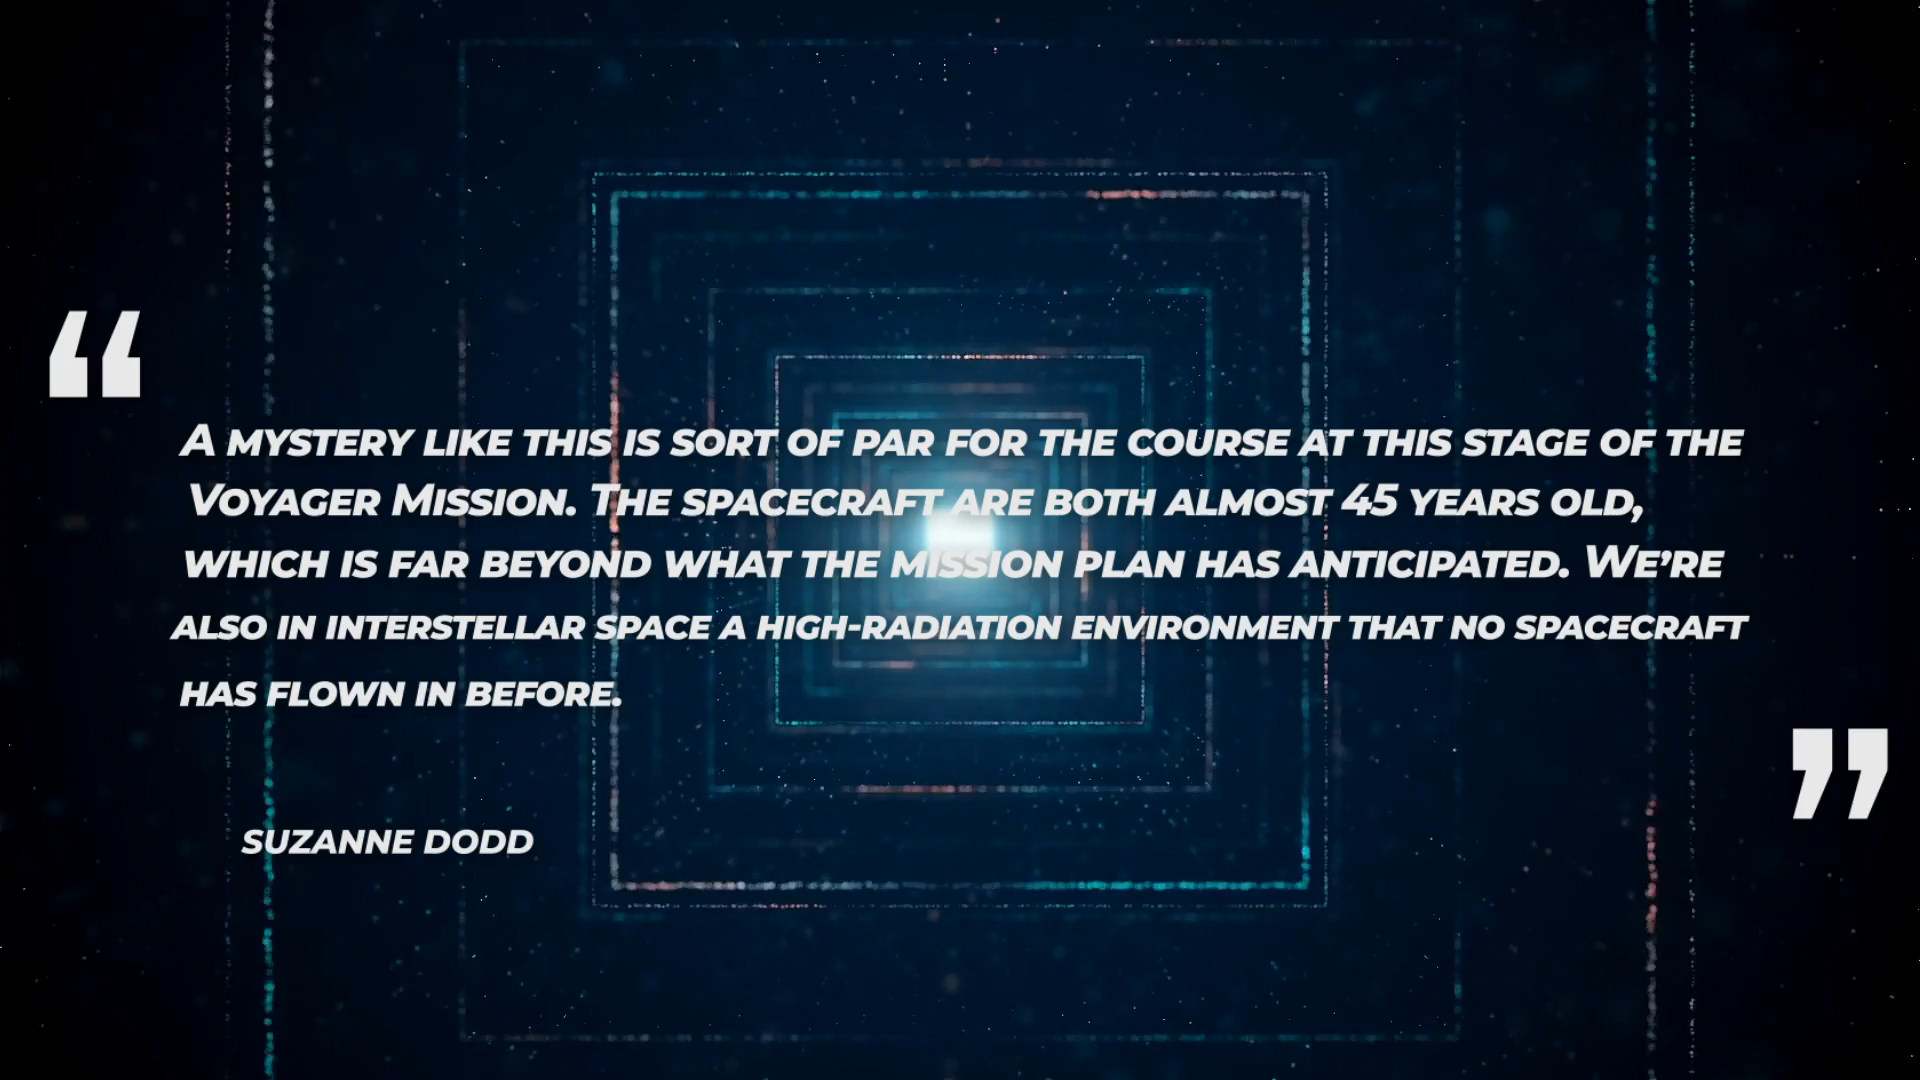 “
A MYSTERY LIKE THIS IS SORT OF PAR FOR THE COURSE AT THIS STAGE OF THE
VOYAGER MISSION. THE SPACECRAFT ARE BOTH ALMOST 45 YEARS OLD,
WHICH IS FAR BEYOND WHAT THE MISSION PLAN HAS ANTICIPATED. WE’RE
ALSO IN INTERSTELLAR SPACE A HIGH-RADIATION ENVIRONMENT THAT NO SPACECRAFT
HAS FLOWN IN BEFORE.
”
SUZANNE DODD